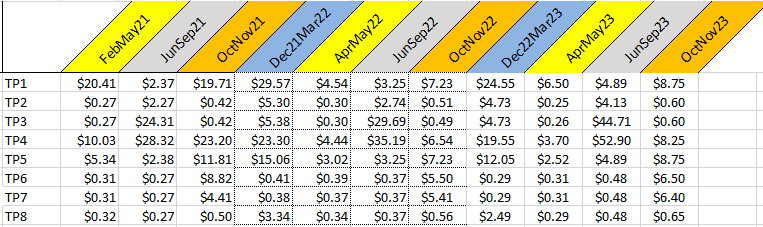 FebMay21 JunSep21 OctNov21 Dec21Mar22 AprMay22 JunSep22 OctNov22 Dec22Mar23 AprMay23 JunSep23 OctNov23
TP1 $20.41 $2.37 $19.71 $29.57 $4.54 $3.25 $7.23 $24.55 $6.50 $4.89 $8.75
TP2 $0.27 $2.27 $0.42 $5.30 $0.30 $2.74 $0.51 $4.73 $0.25 $4.13 $0.60
TP3 $0.27 $24.31 $0.42 $5.38 $0.30 $29.69 $0.49 $4.73 $0.26 $44.71 $0.60
TP4 $10.03 $28.32 $23.20 $23.30 $4.44 $35.19 $6.54 $19.55 $3.70 $52.90 $8.25
TP5 $5.34 $2.38 $11.81 $15.06 $3.02 $3.25 $7.23 $12.05 $2.52 $4.89 $8.75
TP6 $0.31 $0.27 $8.82 $0.41 $0.39 $0.37 $5.50 $0.29 $0.31 $0.48 $6.50
TP7 $0.31 $0.27 $4.41 $0.38 $0.37 $0.37 $5.41 $0.29 $0.31 $0.48 $6.40
TP8 $0.32 $0.27 $0.50 $3.34 $0.34 $0.37 $0.56 $2.49 $0.29 $0.48 $0.65